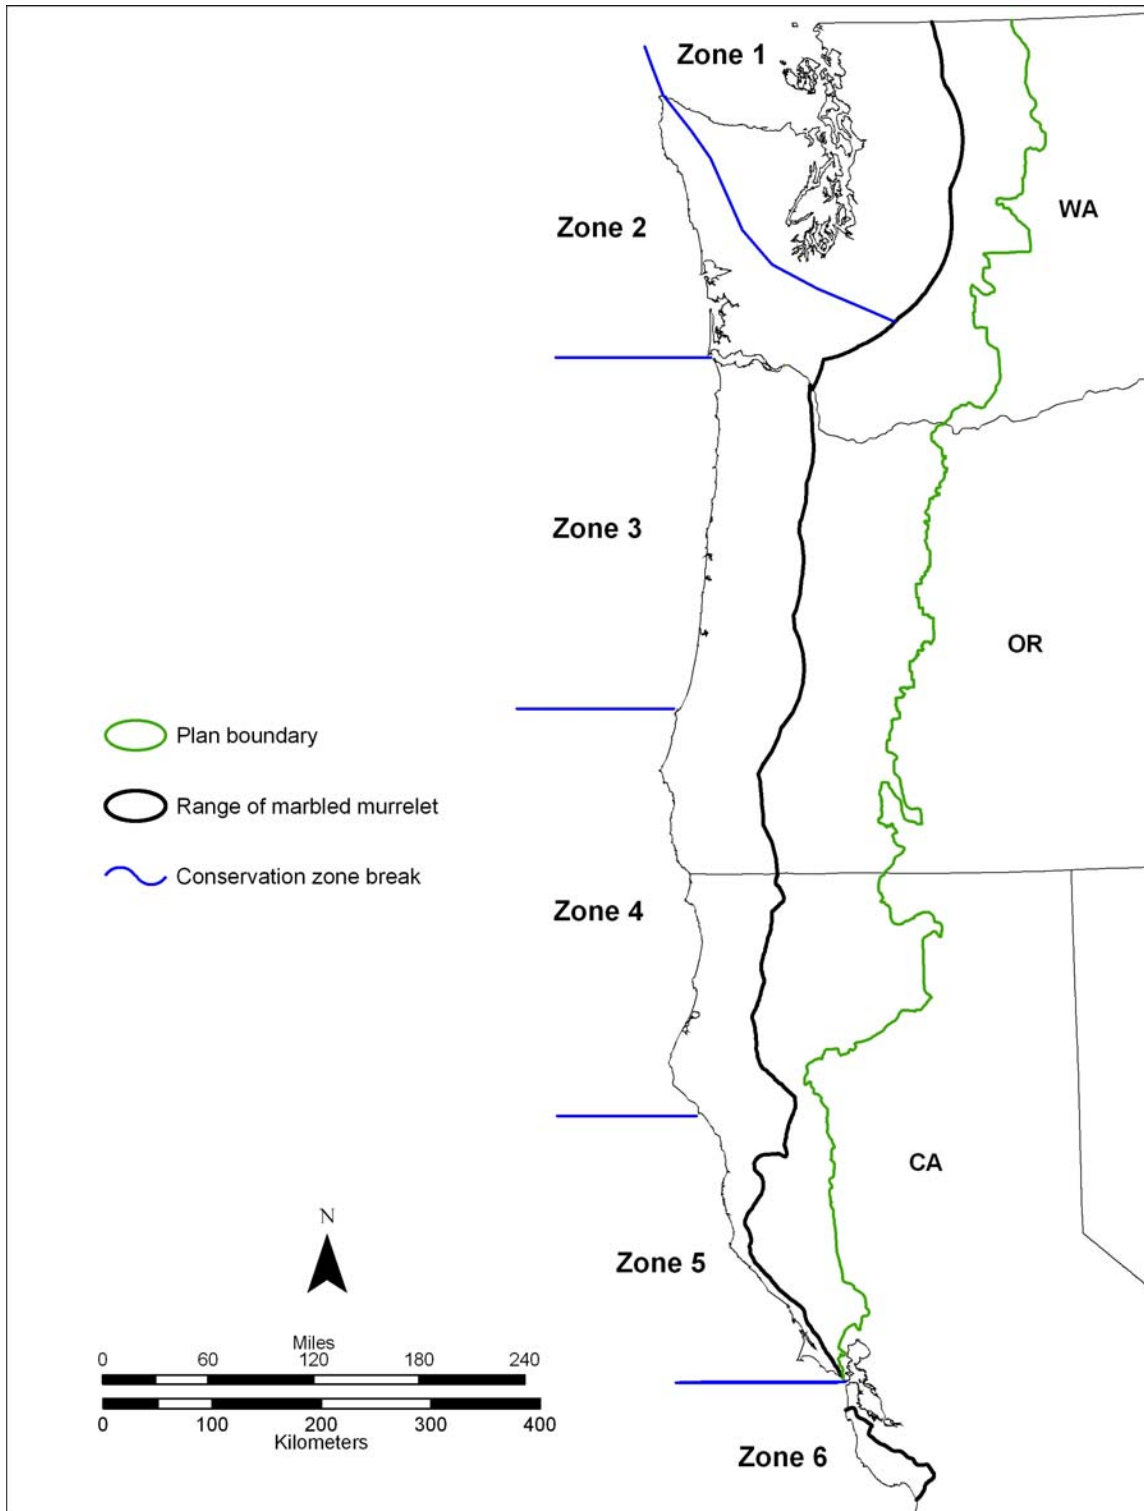 Zone 1
WA
Zone 2
Zone 3
OR
Plan boundary
Range of marbled murrelet
Conservation zone break
Zone 4
CA
Zone 5
N
Miles
0 60 120 180 240
0 100 200 300 400
Kilometers
Zone 6